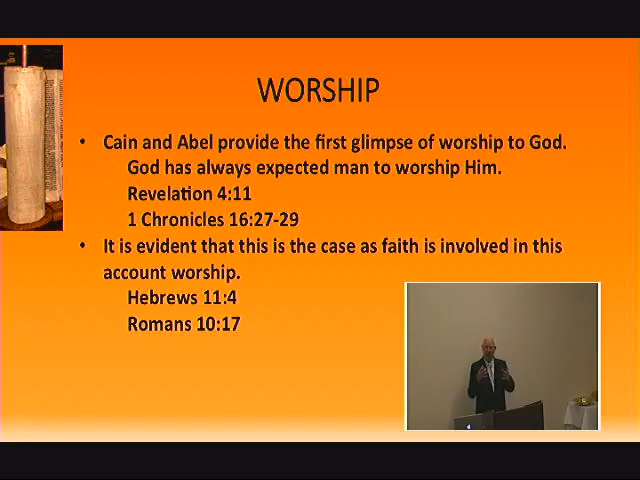 WORSHIP
• Cain and Abel provide the first glimpse of worship to God.
God has always expected man to worship Him.
Revelation 4:11
1 Chronicles 16:27-29
• It is evident that this is the case as faith is involved in this
account worship.
Hebrews 11:4
Romans 10:17